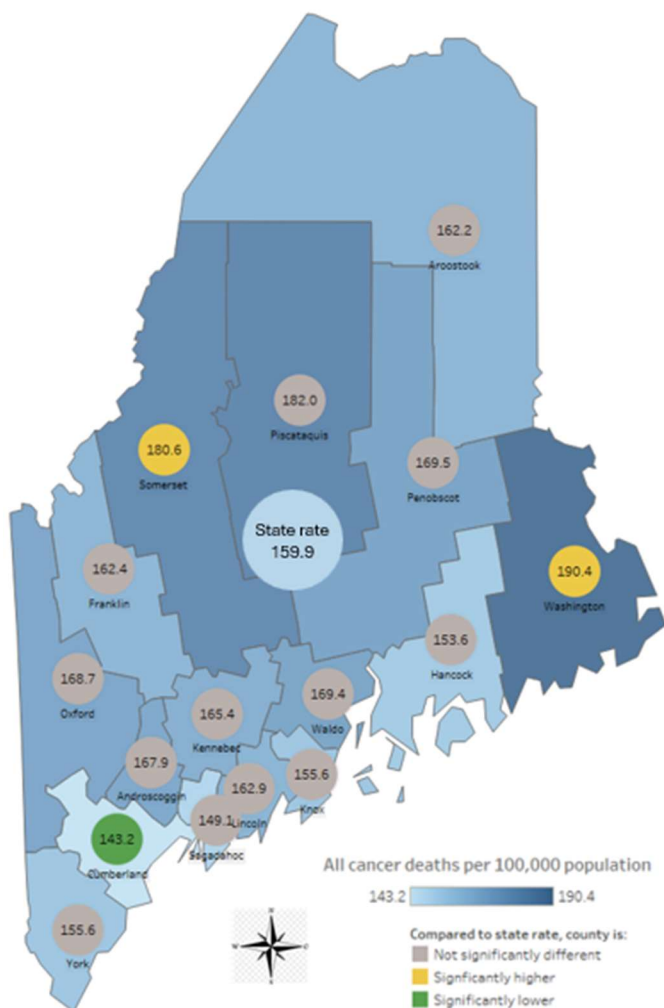 162.2
Aroostook
182.0
Piscataquis
180.6
Somerset
169.5
Penobscot
State rate
159.9
162.4
Franklin
190.4
Washington
153.6
Hancock
168.7
Oxford
169.4
Waldo
165.4
Kennebec
167.9
Androscoggin
155.6
Knox
162.9
Lincoln
149.1
Sagadahoc
143.2
Cumberland
155.6
York
All cancer deaths per 100,000 population
143.2 190.4
Compared to state rate, county is:
Not significantly different
Signficantly higher
Significantly lower